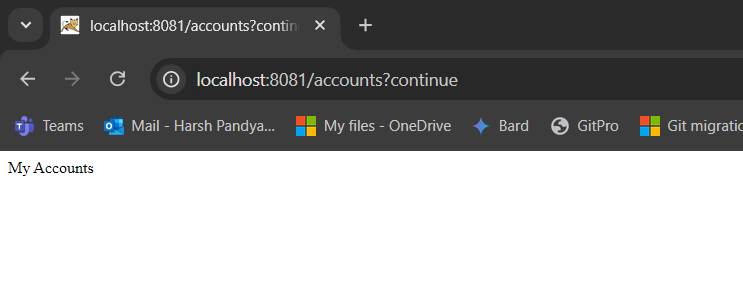 localhost:8081/accounts?contin
localhost:8081/accounts?continue
Teams Mail - Harsh Pandya... My files - OneDrive Bard GitPro Git migratio
My Accounts